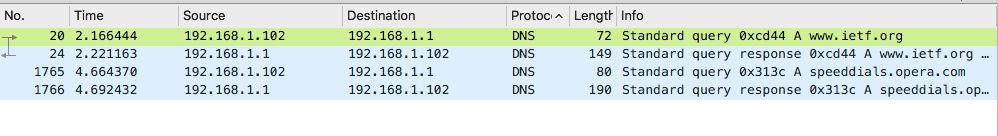 No. Time Source Destination Protoc Length Info
20 2.166444 192.168.1.102 192.168.1.1 DNS 72 Standard query 0xcd44 A www.ietf.org
24 2.221163 192.168.1.1 192.168.1.102 DNS 149 Standard query response 0xcd44 A www.ietf.org …
1765 4.664370 192.168.1.102 192.168.1.1 DNS 80 Standard query 0x313c A speeddials.opera.com
1766 4.692432 192.168.1.1 192.168.1.102 DNS 190 Standard query response 0x313c A speeddials.op…